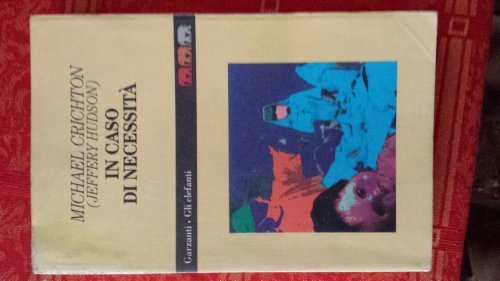 MICHAEL CRICHTON
(JEFFERY HUDSON)
IN CASO
DI NECESSITÀ
Garzanti · Gli elefanti